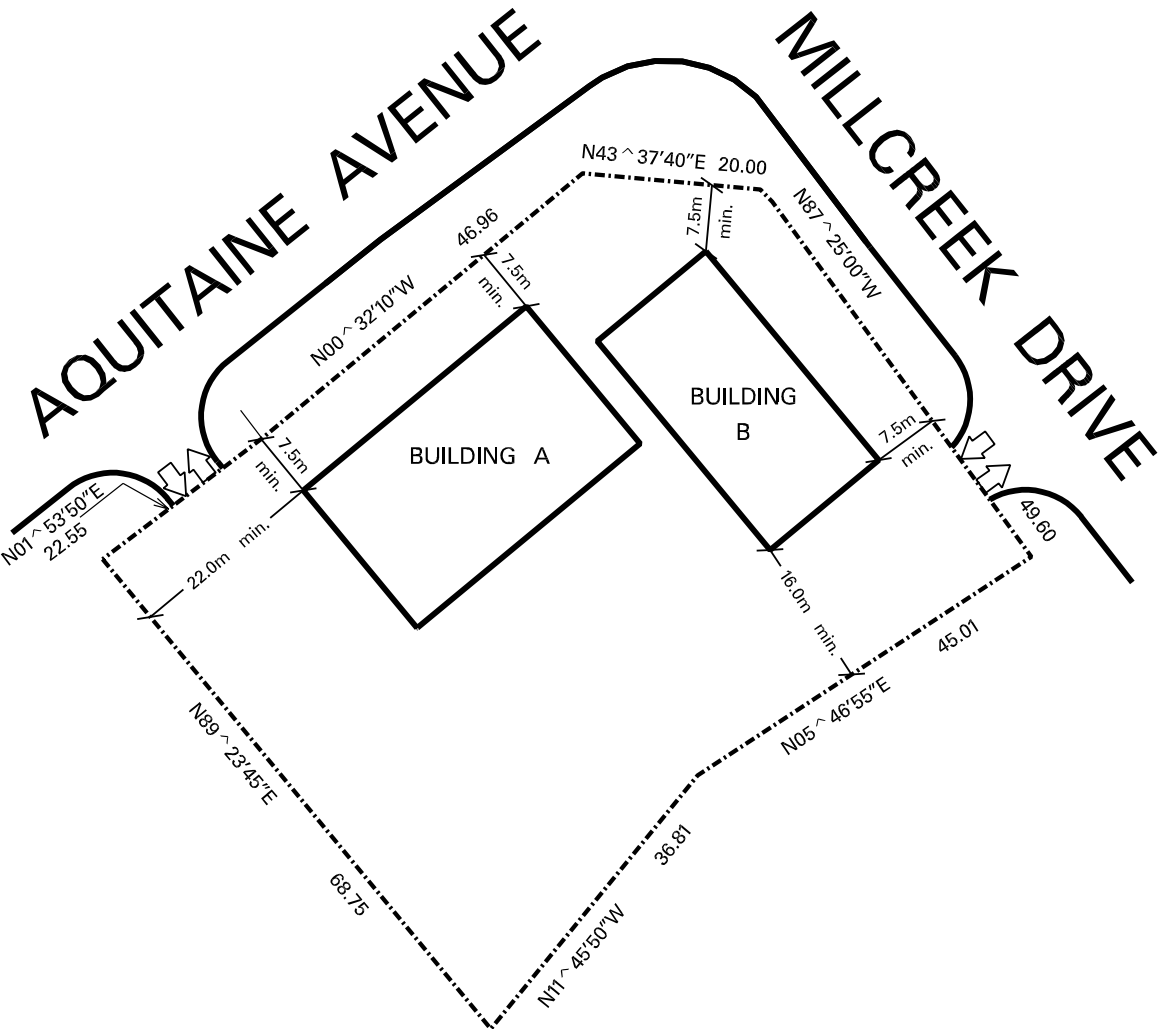 AQUITAINE AVENUE
MILLCREEK DRIVE
N43^37'40"E 20.00
46.96
N00^32'10"W
N87^25'00"W
7.5m
min.
7.5m
min.
7.5m
min.
7.5m
min.
BUILDING
B
BUILDING A
N01^53'50"E
22.55
22.0m min.
49.60
16.0m min.
45.01
N05^46'55"E
N89^23'45"E
68.75
36.81
N11^45'50"W